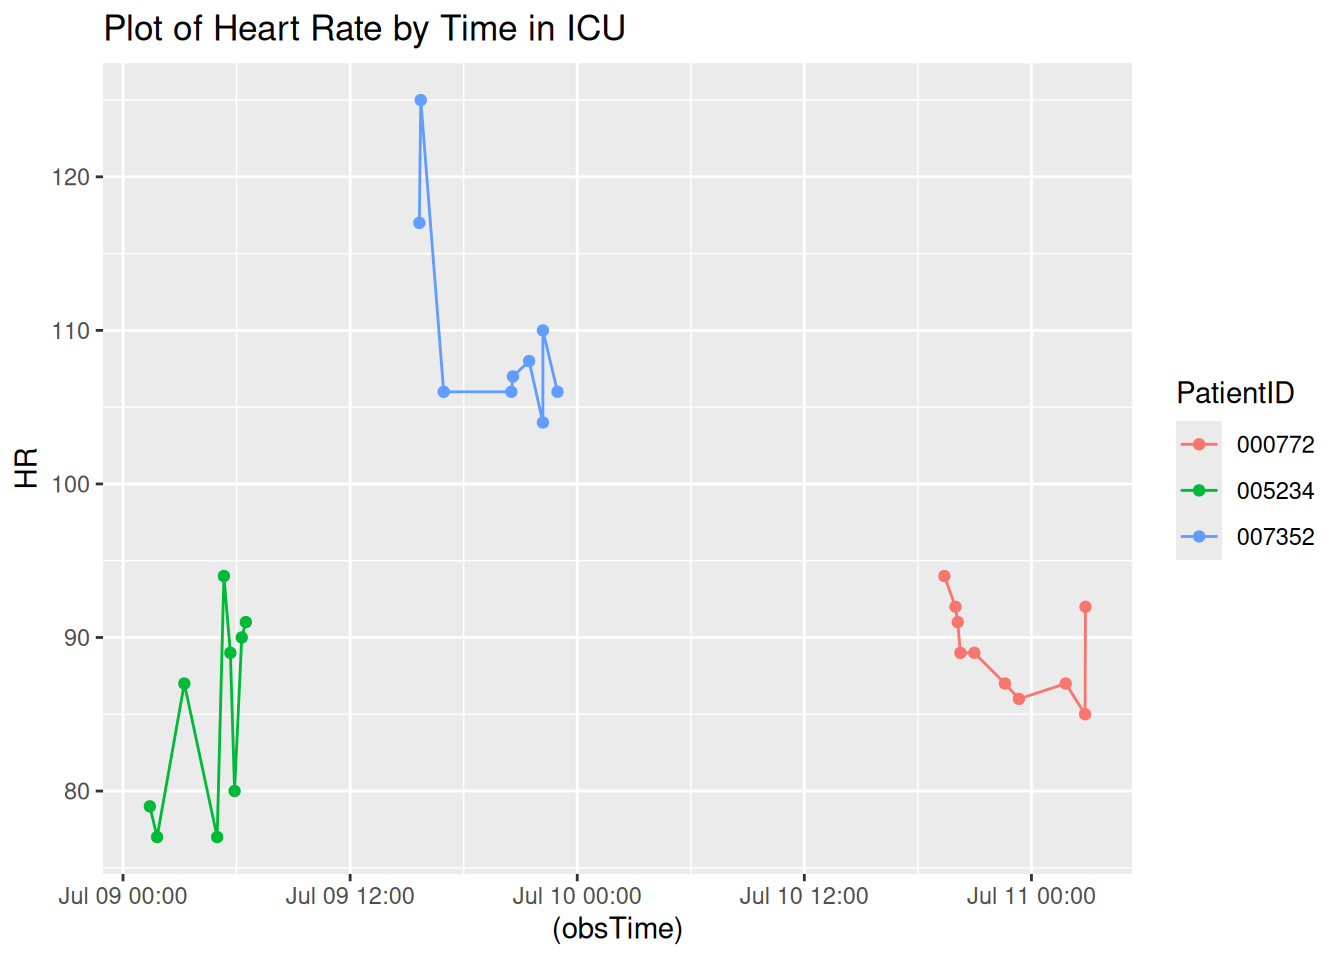 Plot of Heart Rate by Time in ICU
120
110
100
90
80
HR
Jul 09 00:00
Jul 09 12:00
Jul 10 00:00
Jul 10 12:00
Jul 11 00:00
(obsTime)
PatientID
000772
005234
007352